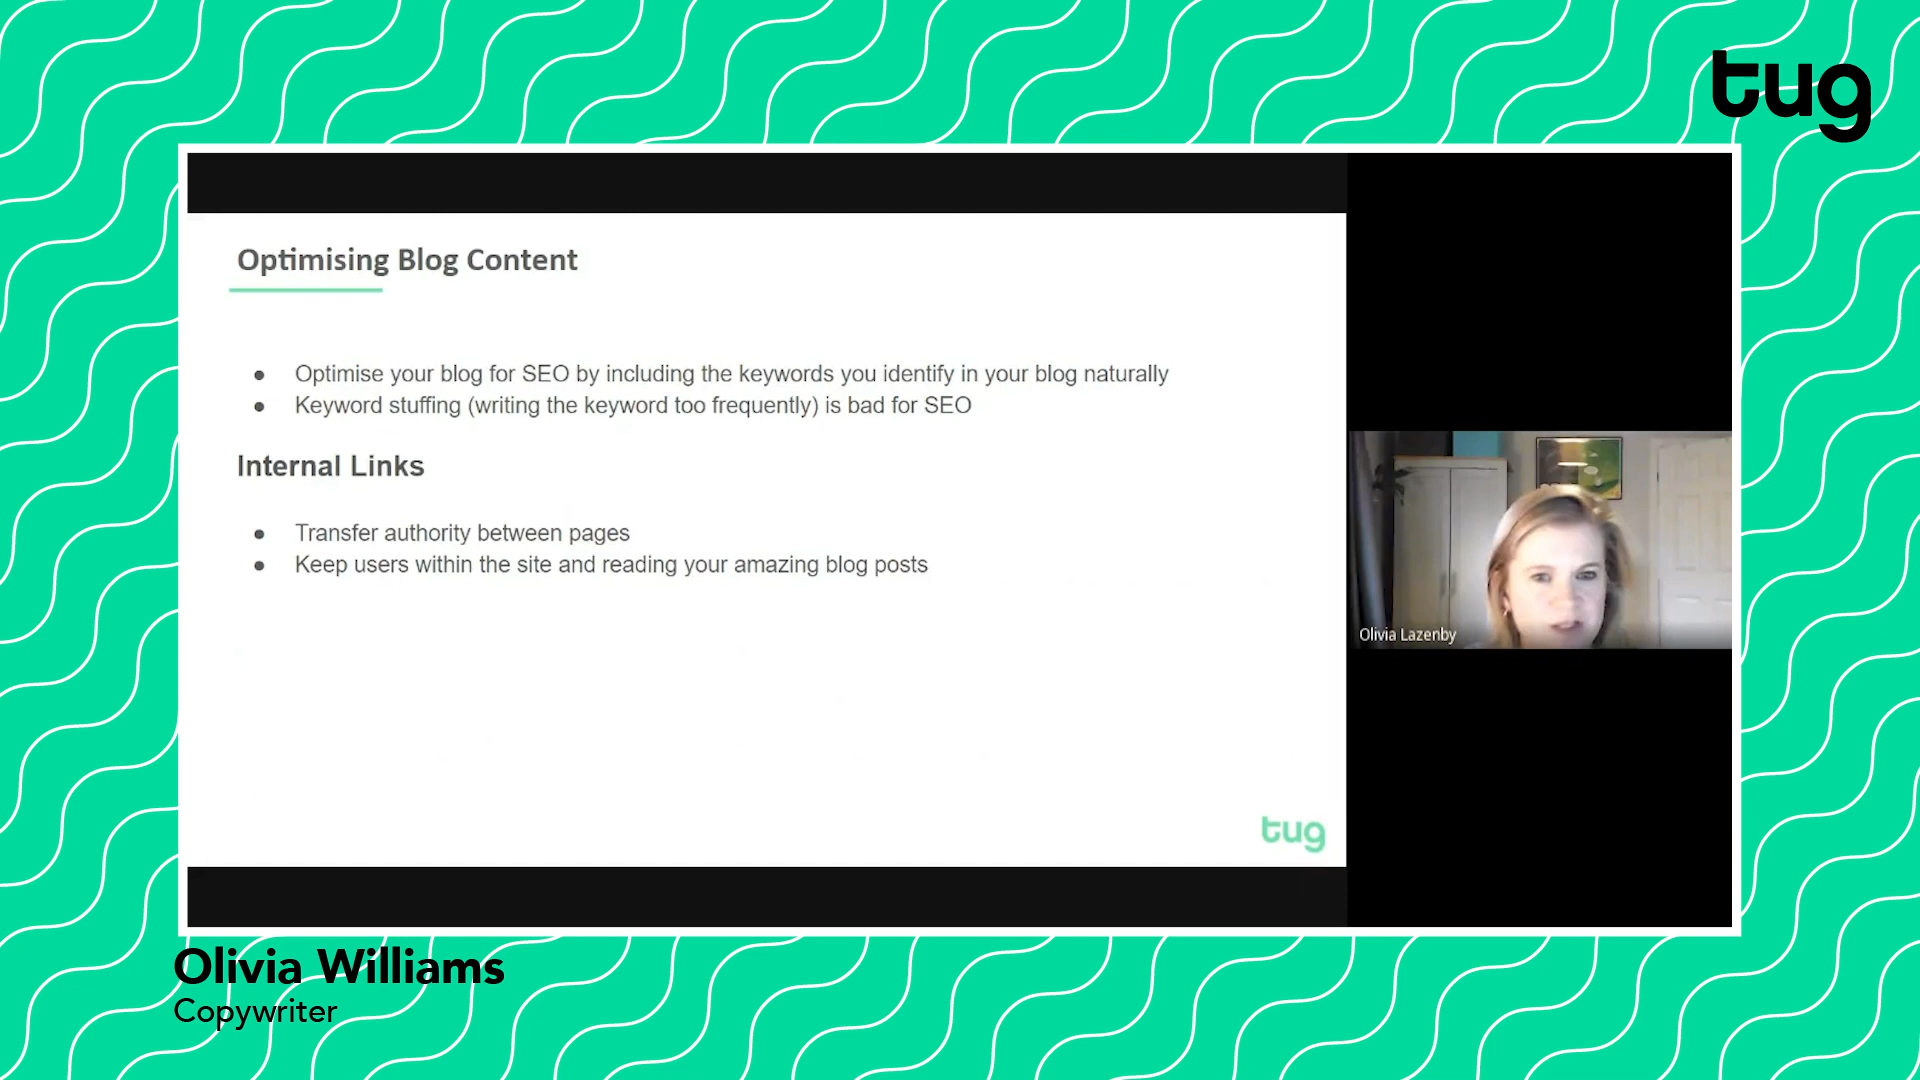 tug
Optimising Blog Content
● Optimise your blog for SEO by including the keywords you identify in your blog naturally
● Keyword stuffing (writing the keyword too frequently) is bad for SEO
Internal Links
● Transfer authority between pages
● Keep users within the site and reading your amazing blog posts
Olivia Lazenby
tug
Olivia Williams
Copywriter